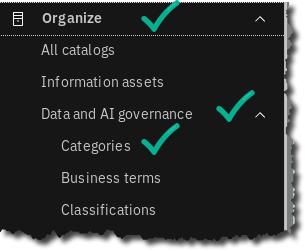 Organize
All catalogs
Information assets
Data and AI governance
Categories
Business terms
Classifications